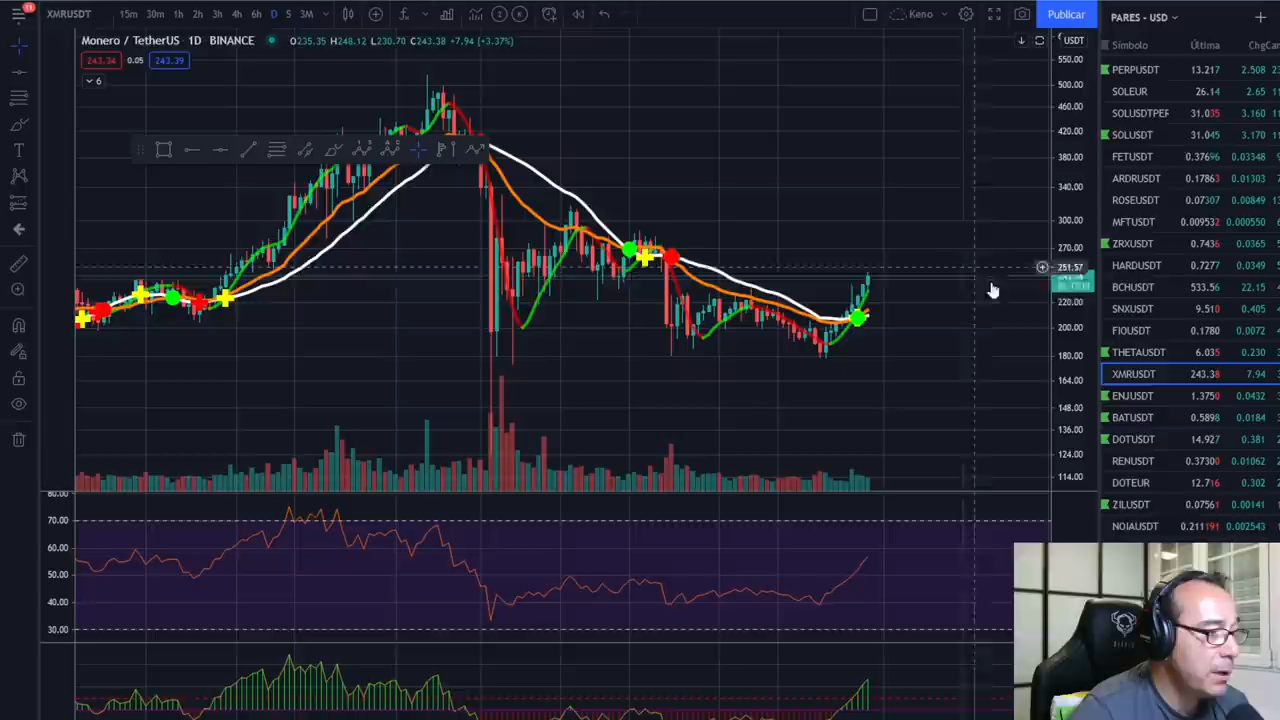 11
XMRUSDT 15m 30m 1h 2h 3h 4h 6h D S 3M Keno Publicar
Monero / TetherUS 1D BINANCE O235.35 H248.12 L230.70 C243.38 +7.94 (+3.37%)
243.34 0.05 243.39
6
USDT
550.00
500.00
460.00
420.00
380.00
340.00
300.00
270.00
251.57
220.00
200.00
180.00
164.00
148.00
136.00
124.00
114.00
80.00
70.00
60.00
50.00
40.00
30.00
PARES - USD
Símbolo Última Chg
PERPUSDT 13.217 2.508
SOLEUR 26.14 2.65
SOLUSDTPER 31.035 3.160
SOLUSDT 31.045 3.170
FETUSDT 0.37696 0.03348
ARDRUSDT 0.17863 0.01303
ROSEUSDT 0.07307 0.00849
MFTUSDT 0.009532 0.000550
ZRXUSDT 0.7436 0.0365
HARDUSDT 0.7277 0.0349
BCHUSDT 533.56 22.15
SNXUSDT 9.510 0.405
FIOUSDT 0.1780 0.0072
THETAUSDT 6.035 0.230
XMRUSDT 243.38 7.94
ENJUSDT 1.3750 0.0432
BATUSDT 0.5898 0.0184
DOTUSDT 14.927 0.381
RENUSDT 0.37300 0.01062
DOTEUR 12.716 0.302
ZILUSDT 0.07561 0.00141
NOIAUSDT 0.211191 0.002543